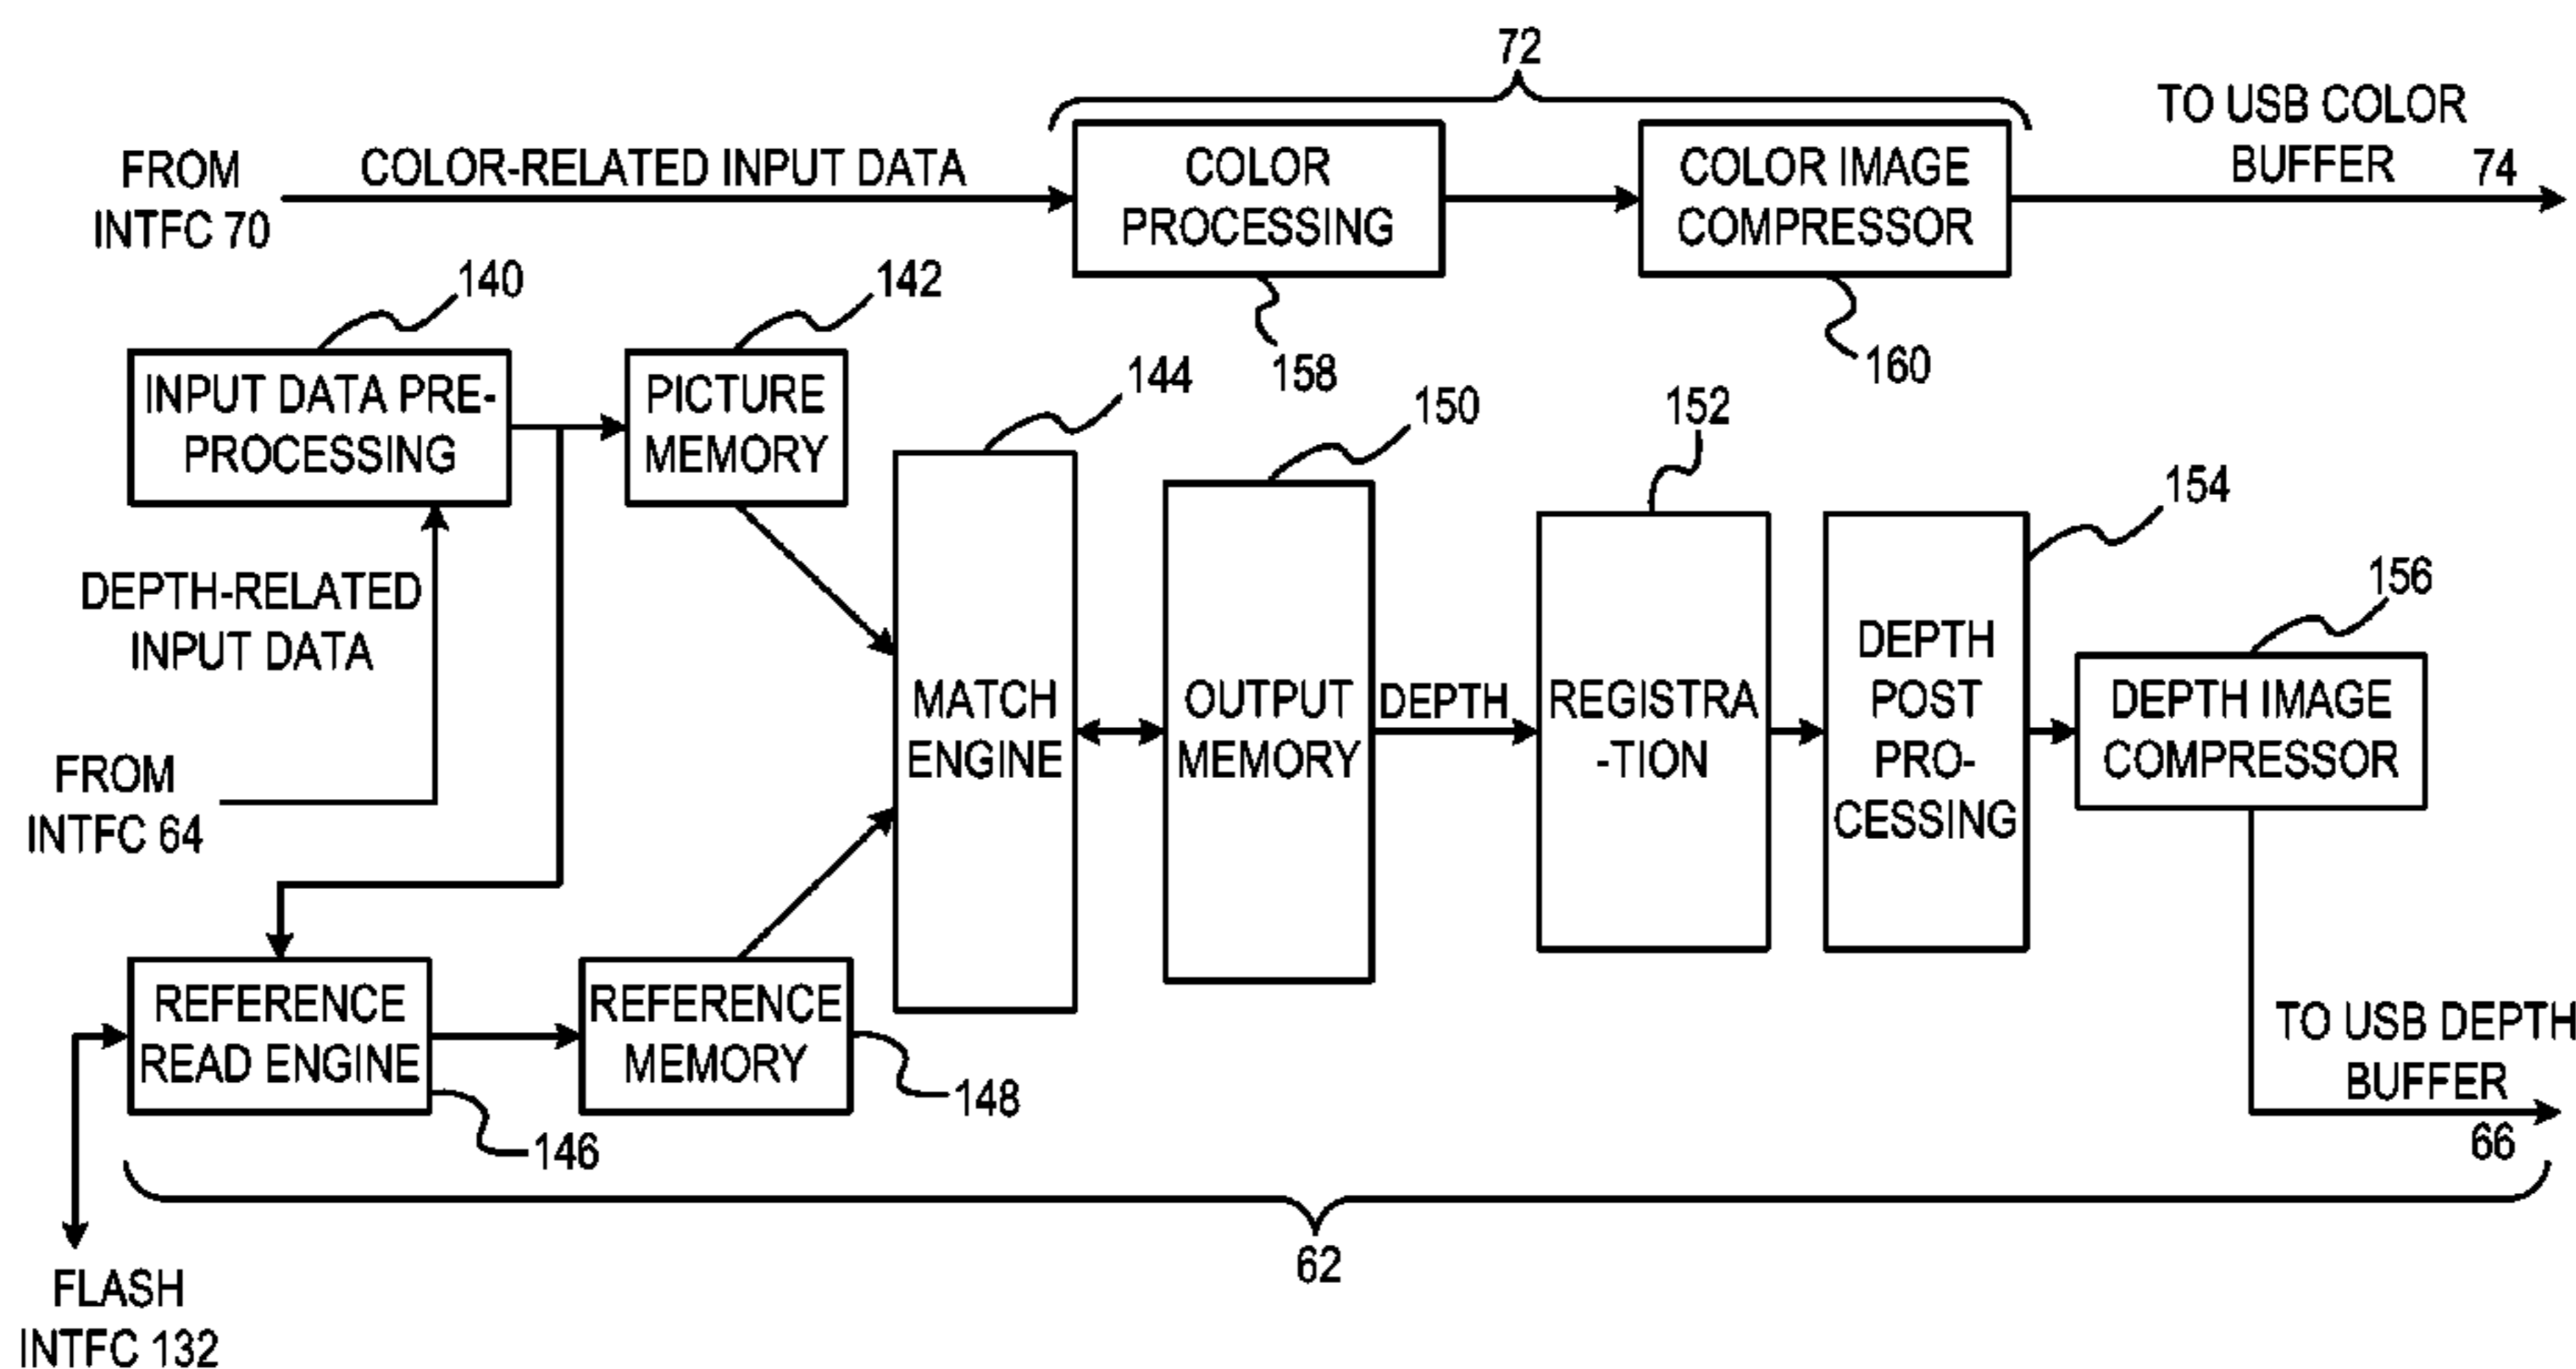 72
TO USB COLOR
BUFFER 74
FROM
INTFC 70
COLOR-RELATED INPUT DATA
COLOR
PROCESSING
COLOR IMAGE
COMPRESSOR
140
142
158
160
INPUT DATA PRE-
PROCESSING
PICTURE
MEMORY
144
150
152
154
156
DEPTH-RELATED
INPUT DATA
FROM
INTFC 64
MATCH
ENGINE
OUTPUT
MEMORY
DEPTH
REGISTRA
-TION
DEPTH
POST
PRO-
CESSING
DEPTH IMAGE
COMPRESSOR
REFERENCE
READ ENGINE
REFERENCE
MEMORY
148
146
TO USB DEPTH
BUFFER
66
62
FLASH
INTFC 132